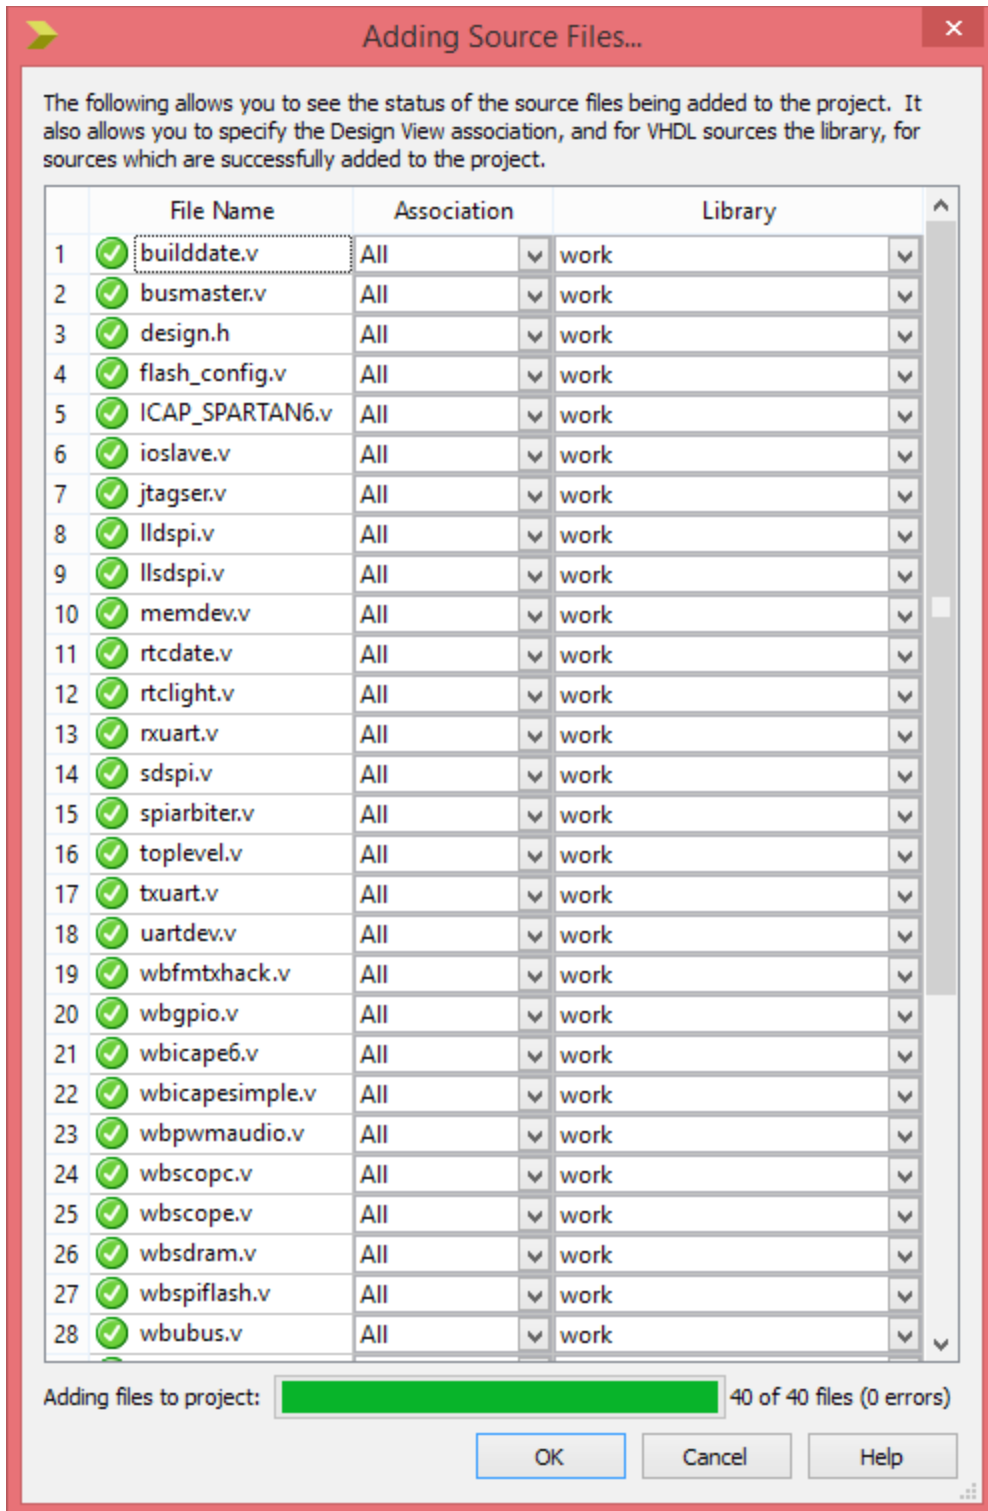 Adding Source Files...
The following allows you to see the status of the source files being added to the project. It
also allows you to specify the Design View association, and for VHDL sources the library, for
sources which are successfully added to the project.
File Name Association Library
1 builddate.v All work
2 busmaster.v All work
3 design.h All work
4 flash_config.v All work
5 ICAP_SPARTAN6.v All work
6 ioslave.v All work
7 jtagser.v All work
8 lldspi.v All work
9 llsdspi.v All work
10 memdev.v All work
11 rtcdate.v All work
12 rtclight.v All work
13 rxuart.v All work
14 sdspi.v All work
15 spiarbiter.v All work
16 toplevel.v All work
17 txuart.v All work
18 uartdev.v All work
19 wbfmtxhack.v All work
20 wbgpio.v All work
21 wbicape6.v All work
22 wbicapesimple.v All work
23 wbpwmaudio.v All work
24 wbscopc.v All work
25 wbscope.v All work
26 wbsdram.v All work
27 wbspiflash.v All work
28 wbubus.v All work
Adding files to project: 40 of 40 files (0 errors)
OK Cancel Help